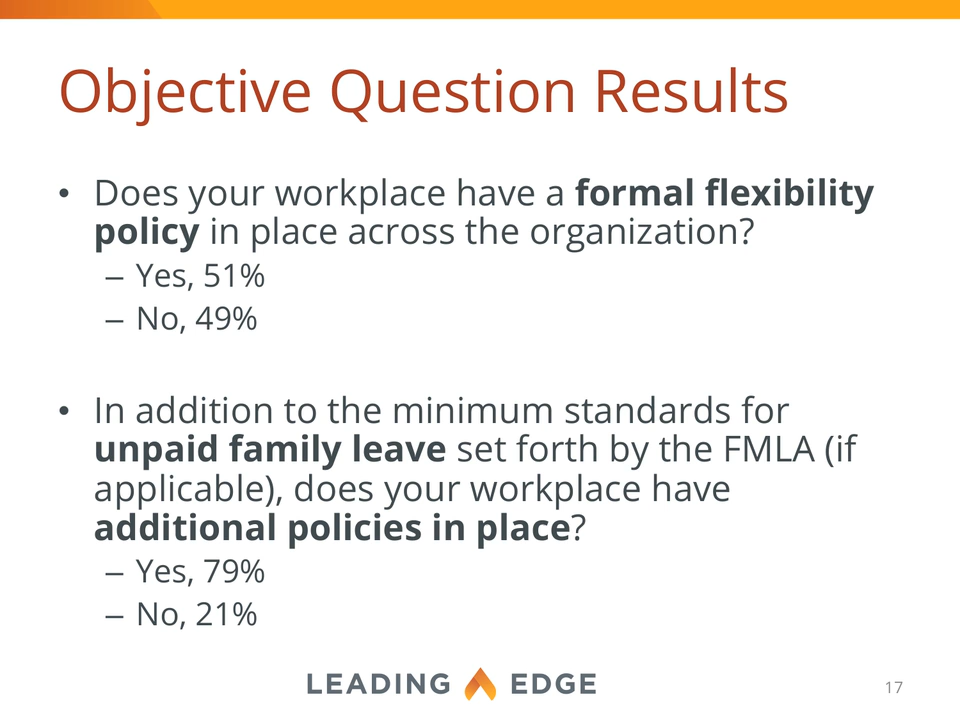 Objective Question Results
• Does your workplace have a formal flexibility
policy in place across the organization?
– Yes, 51%
– No, 49%
• In addition to the minimum standards for
unpaid family leave set forth by the FMLA (if
applicable), does your workplace have
additional policies in place?
– Yes, 79%
– No, 21%
LEADING EDGE
17